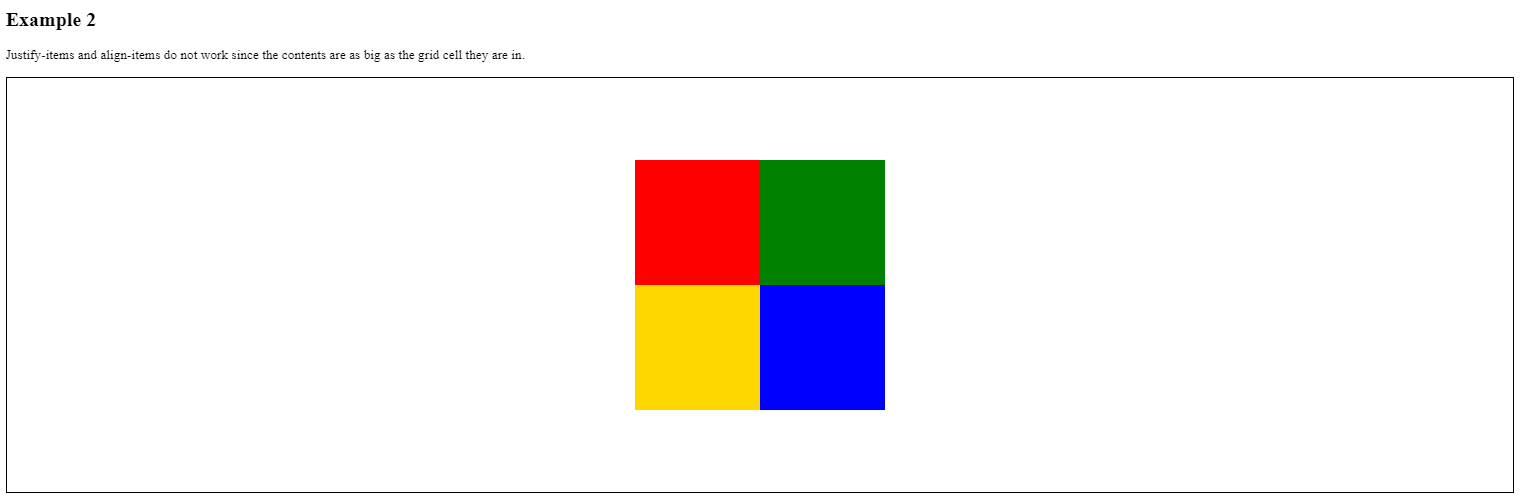 Example 2
Justify-items and align-items do not work since the contents are as big as the grid cell they are in.